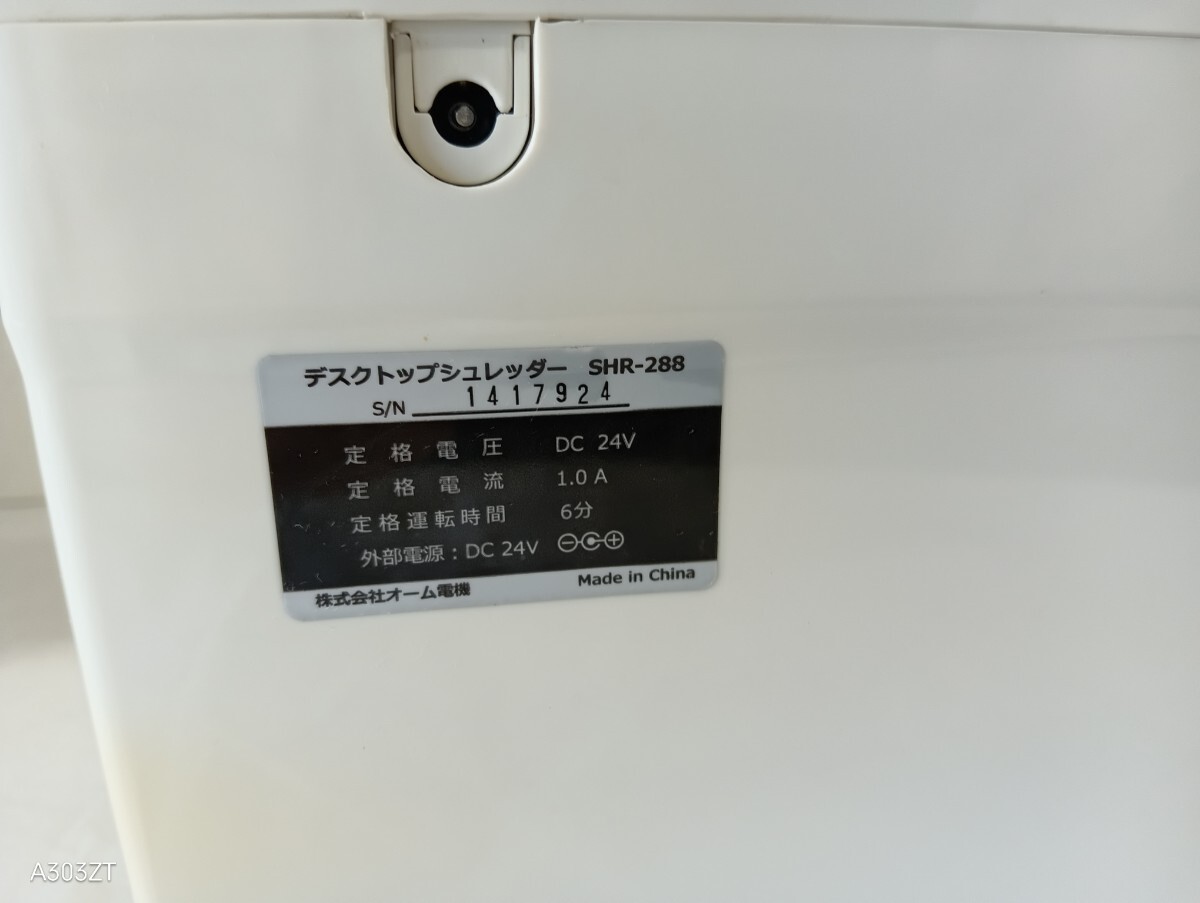 デスクトップシュレッダー SHR-288
S/N 1417924
定格電圧 DC 24V
定格電流 1.0 A
定格運転時間 6分
外部電源：DC 24V
株式会社オーム電機 Made in China
A303ZT